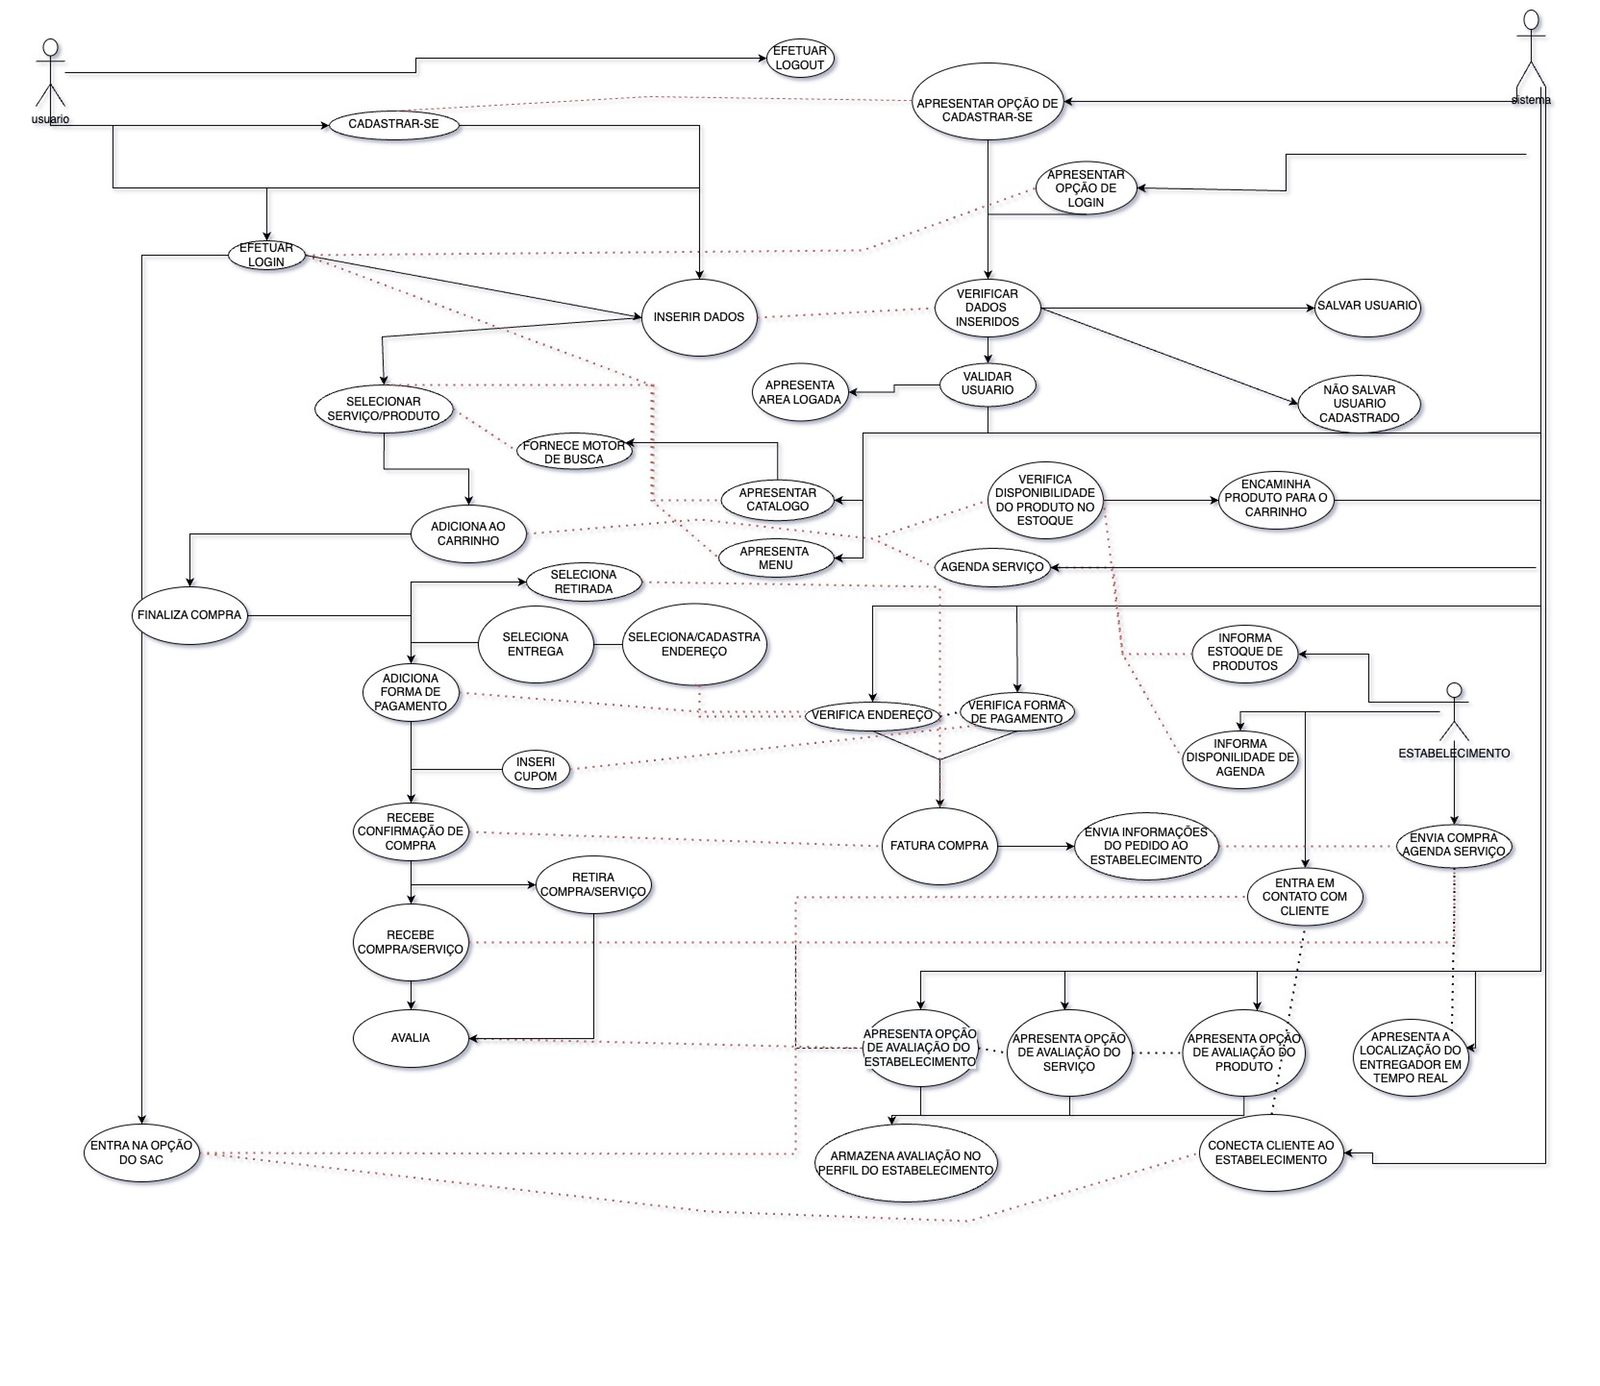 EFETUAR
LOGOUT
usuario
sistema
CADASTRAR-SE
APRESENTAR OPÇÃO DE
CADASTRAR-SE
APRESENTAR
OPÇÃO DE
LOGIN
EFETUAR
LOGIN
INSERIR DADOS
VERIFICAR
DADOS
INSERIDOS
SALVAR USUARIO
VALIDAR
USUARIO
APRESENTA
AREA LOGADA
NÃO SALVAR
USUARIO
CADASTRADO
SELECIONAR
SERVIÇO/PRODUTO
FORNECE MOTOR
DE BUSCA
APRESENTAR
CATALOGO
VERIFICA
DISPONIBILIDADE
DO PRODUTO NO
ESTOQUE
ENCAMINHA
PRODUTO PARA O
CARRINHO
ADICIONA AO
CARRINHO
APRESENTA
MENU
AGENDA SERVIÇO
SELECIONA
RETIRADA
FINALIZA COMPRA
SELECIONA
ENTREGA
SELECIONA/CADASTRA
ENDEREÇO
INFORMA
ESTOQUE DE
PRODUTOS
ADICIONA
FORMA DE
PAGAMENTO
VERIFICA ENDEREÇO
VERIFICA FORMA
DE PAGAMENTO
INFORMA
DISPONILIDADE DE
AGENDA
ESTABELECIMENTO
INSERI
CUPOM
RECEBE
CONFIRMAÇÃO DE
COMPRA
FATURA COMPRA
ENVIA INFORMAÇÕES
DO PEDIDO AO
ESTABELECIMENTO
ENVIA COMPRA
AGENDA SERVIÇO
RETIRA
COMPRA/SERVIÇO
ENTRA EM
CONTATO COM
CLIENTE
RECEBE
COMPRA/SERVIÇO
AVALIA
APRESENTA OPÇÃO
DE AVALIAÇÃO DO
ESTABELECIMENTO
APRESENTA OPÇÃO
DE AVALIAÇÃO DO
SERVIÇO
APRESENTA OPÇÃO
DE AVALIAÇÃO DO
PRODUTO
APRESENTA A
LOCALIZAÇÃO DO
ENTREGADOR EM
TEMPO REAL
ENTRA NA OPÇÃO
DO SAC
ARMAZENA AVALIAÇÃO NO
PERFIL DO ESTABELECIMENTO
CONECTA CLIENTE AO
ESTABELECIMENTO